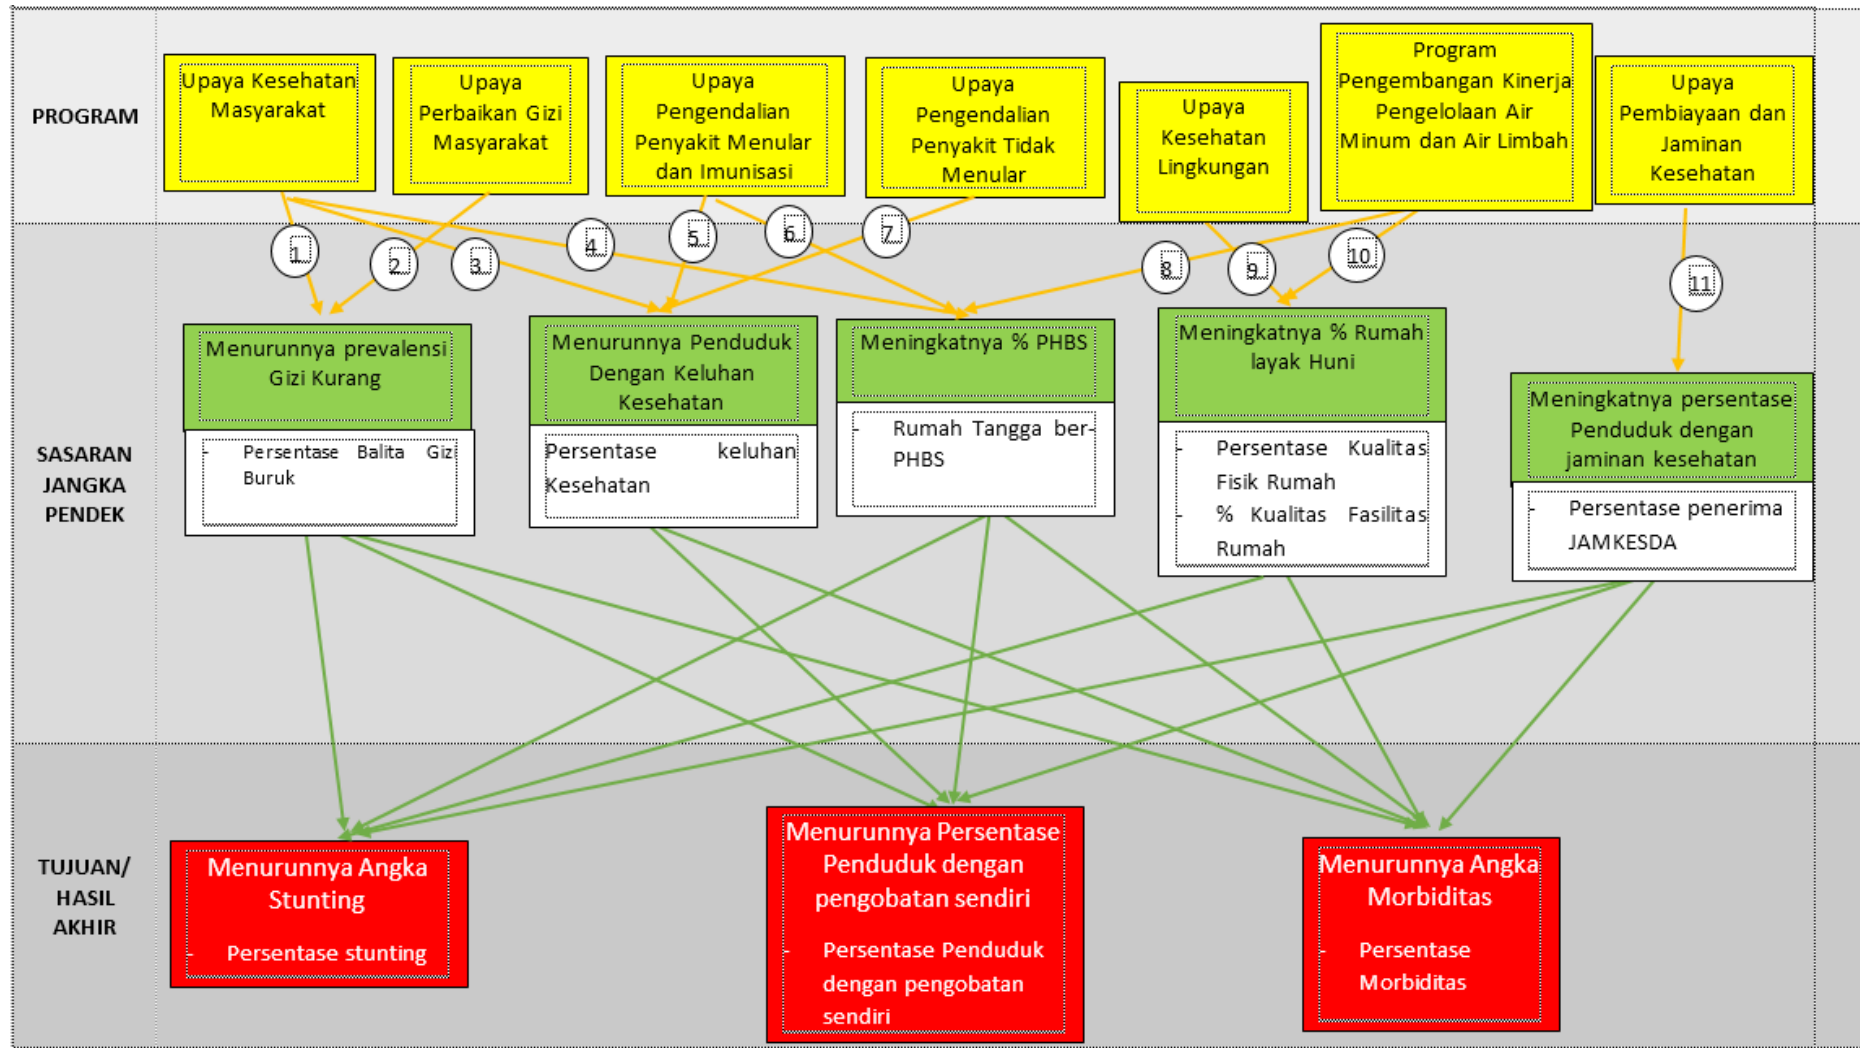 PROGRAM
Upaya Kesehatan
Masyarakat
Upaya
Perbaikan Gizi
Masyarakat
Upaya
Pengendalian
Penyakit Menular
dan Imunisasi
Upaya
Pengendalian
Penyakit Tidak
Menular
Upaya
Kesehatan
Lingkungan
Program
Pengembangan Kinerja
Pengelolaan Air
Minum dan Air Limbah
Upaya
Pembiayaan dan
Jaminan
Kesehatan
1
2
3
4
5
6
7
8
9
10
11
SASARAN
JANGKA
PENDEK
Menurunnya prevalensi
Gizi Kurang
- Persentase Balita Gizi
Buruk
Menurunnya Penduduk
Dengan Keluhan
Kesehatan
Persentase keluhan
Kesehatan
Meningkatnya % PHBS
- Rumah Tangga ber-
PHBS
Meningkatnya % Rumah
layak Huni
- Persentase Kualitas
Fisik Rumah
- % Kualitas Fasilitas
Rumah
Meningkatnya persentase
Penduduk dengan
jaminan kesehatan
- Persentase penerima
JAMKESDA
TUJUAN/
HASIL
AKHIR
Menurunnya Angka
Stunting
- Persentase stunting
Menurunnya Persentase
Penduduk dengan
pengobatan sendiri
- Persentase Penduduk
dengan pengobatan
sendiri
Menurunnya Angka
Morbiditas
- Persentase
Morbiditas